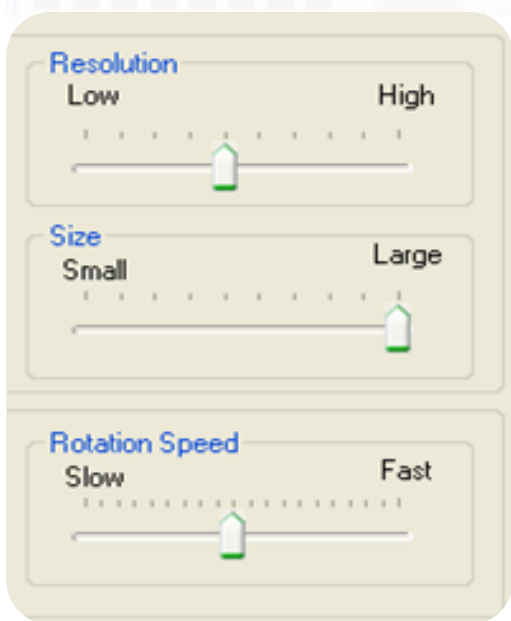 Resolution
Low High
Size
Small Large
Rotation Speed
Slow Fast